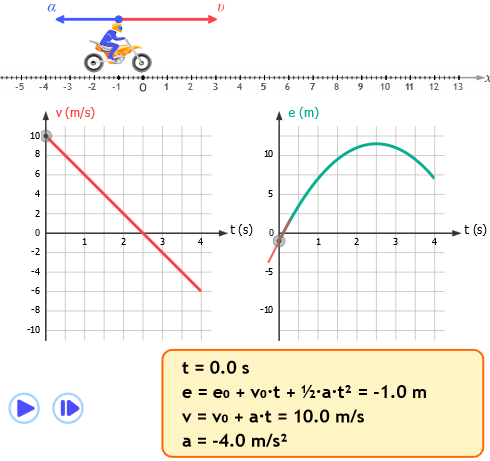 α υ
-5 -4 -3 -2 -1 0 1 2 3 4 5 6 7 8 9 10 11 12 13 x
v (m/s)
10
8
6
4
2
0
-2
-4
-6
-8
-10
1 2 3 4 t (s)
e (m)
10
5
0
-5
-10
1 2 3 4 t (s)
t = 0.0 s
e = e₀ + v₀·t + ½·a·t² = -1.0 m
v = v₀ + a·t = 10.0 m/s
a = -4.0 m/s²